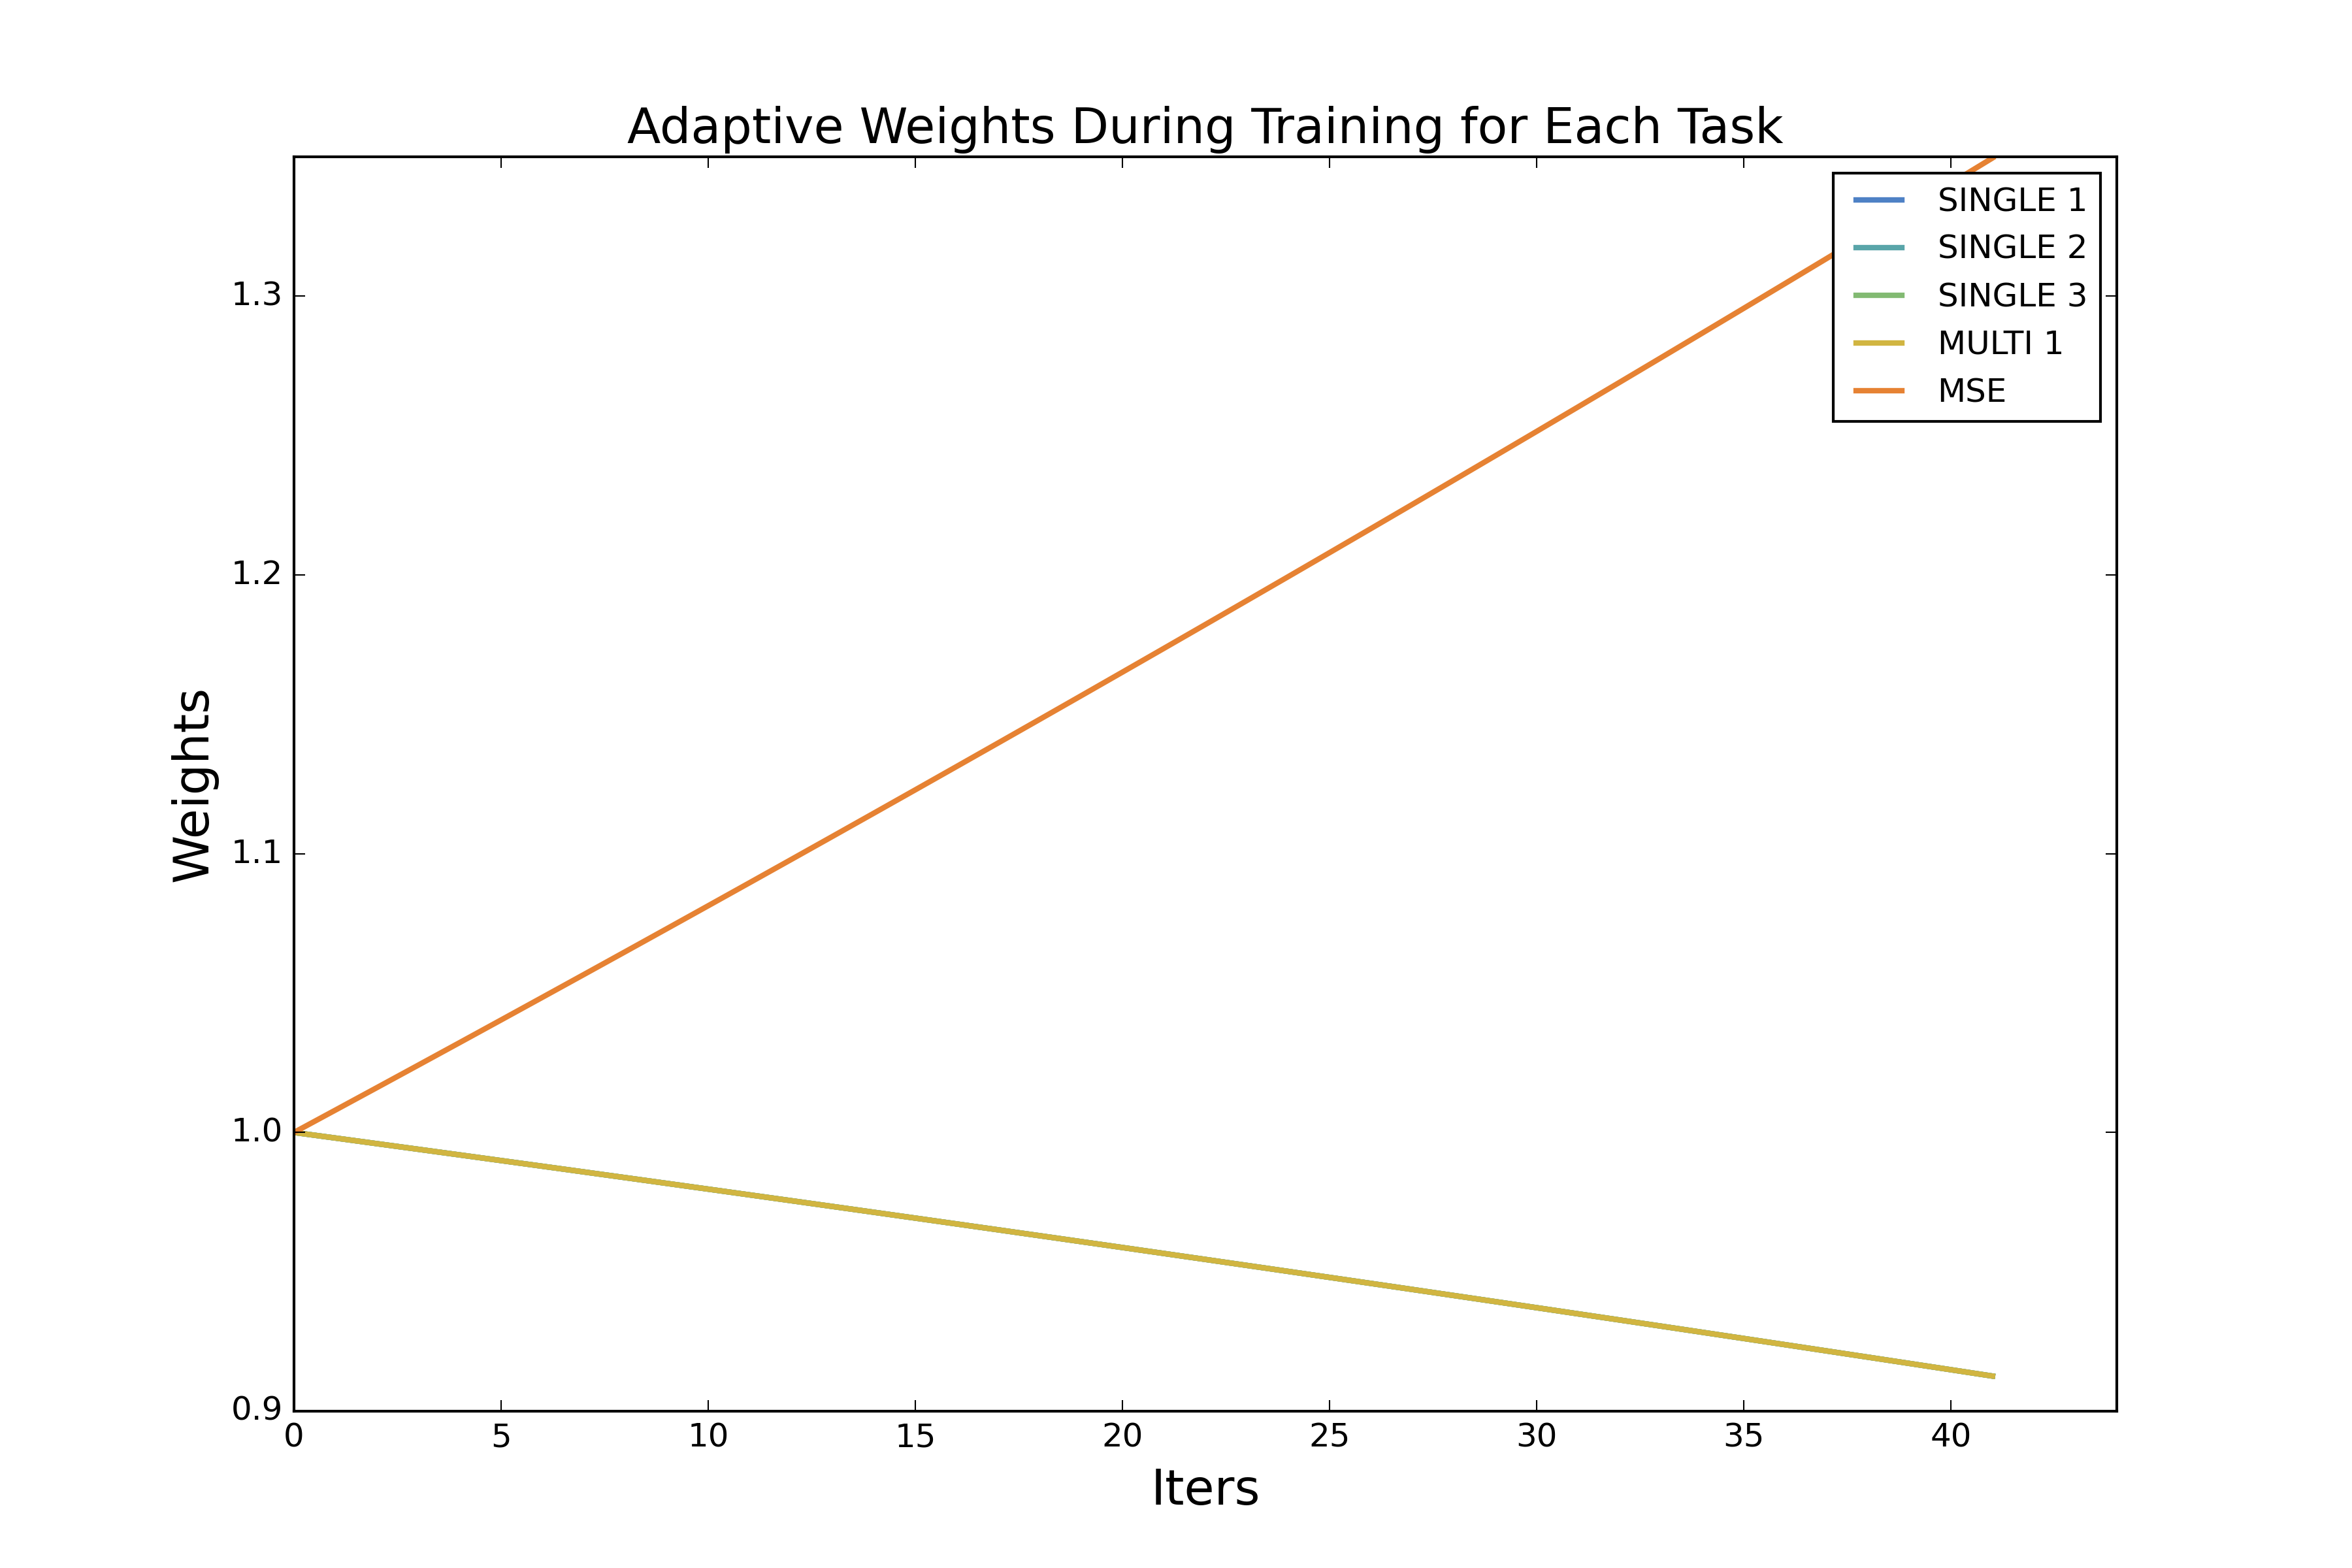 Adaptive Weights During Training for Each Task
SINGLE 1
SINGLE 2
SINGLE 3
MULTI 1
MSE
Weights
1.3
1.2
1.1
1.0
0.9
0 5 10 15 20 25 30 35 40
Iters